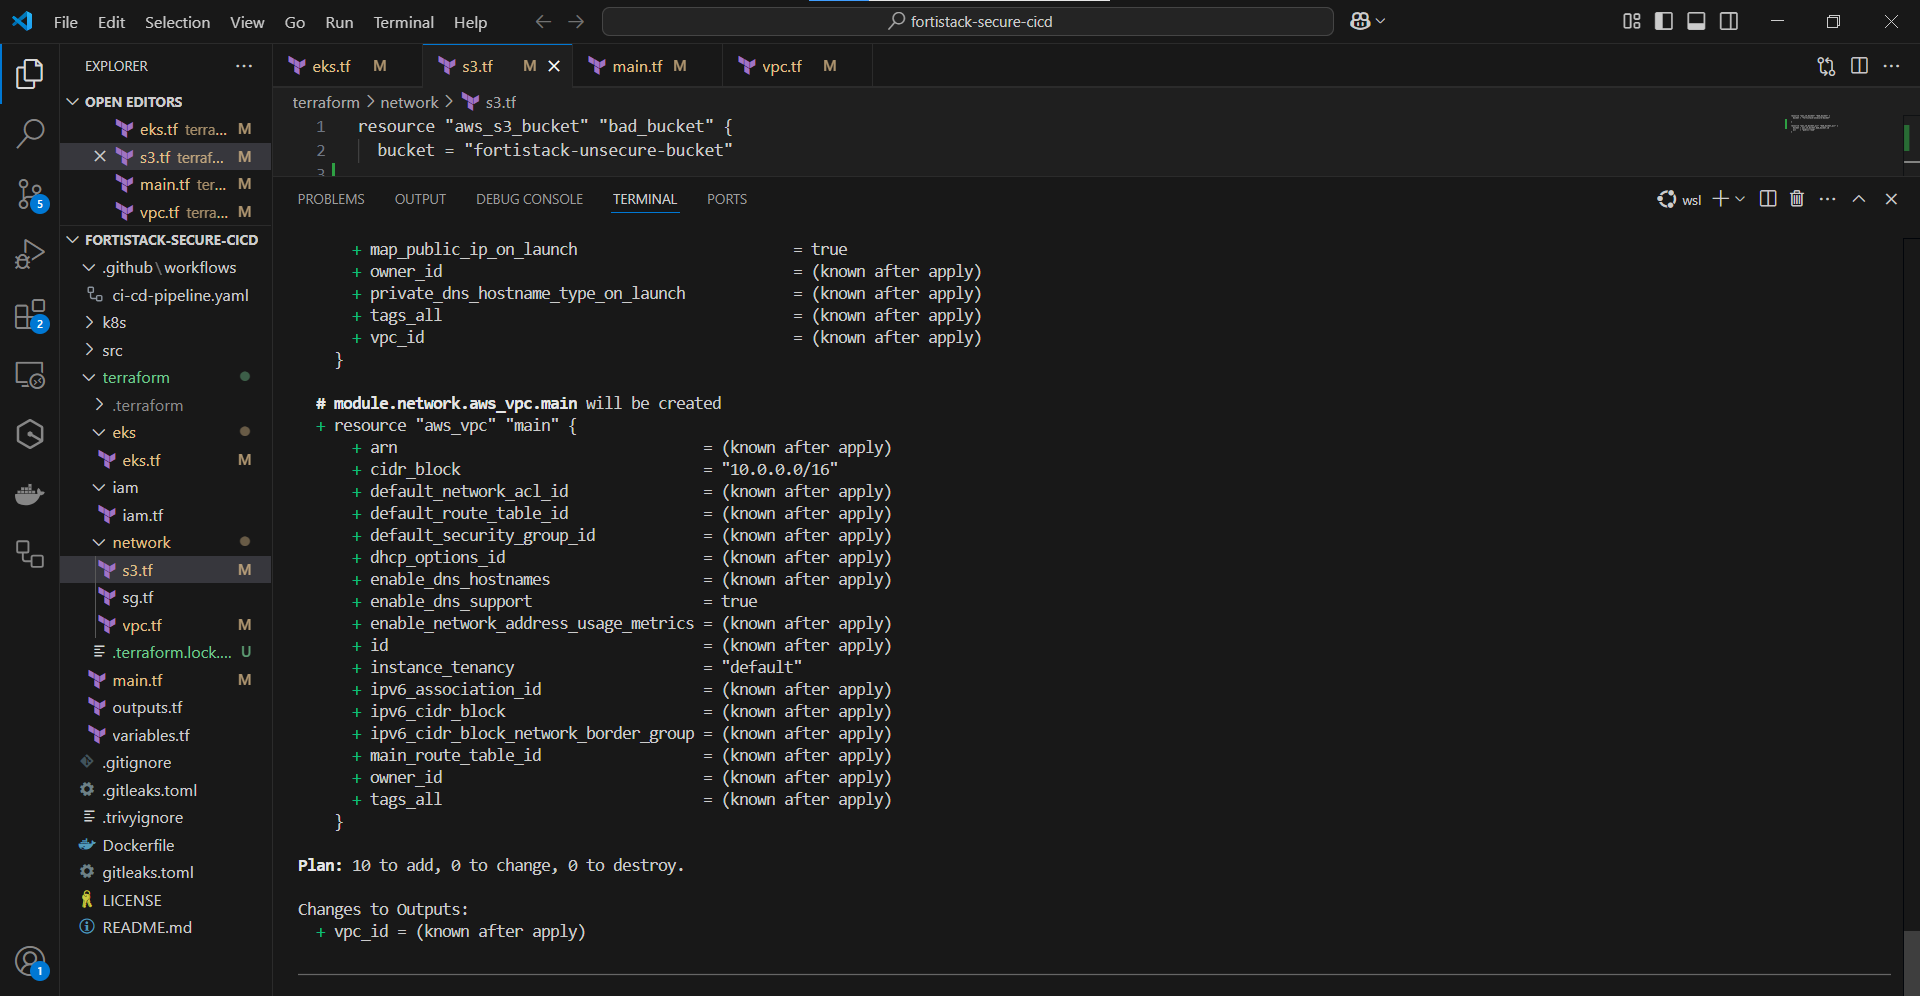 File Edit Selection View Go Run Terminal Help
fortistack-secure-cicd
EXPLORER
OPEN EDITORS
eks.tf terra... M
s3.tf terraf... M
main.tf ter... M
vpc.tf terra... M
FORTISTACK-SECURE-CICD
.github\workflows
ci-cd-pipeline.yaml
k8s
src
terraform
.terraform
eks
eks.tf M
iam
iam.tf
network
s3.tf M
sg.tf
vpc.tf M
.terraform.lock.... U
main.tf M
outputs.tf
variables.tf
.gitignore
.gitleaks.toml
.trivyignore
Dockerfile
gitleaks.toml
LICENSE
README.md
5
2
1
eks.tf M s3.tf M main.tf M vpc.tf M
terraform > network > s3.tf
1 resource "aws_s3_bucket" "bad_bucket" {
2 bucket = "fortistack-unsecure-bucket"
3
PROBLEMS OUTPUT DEBUG CONSOLE TERMINAL PORTS
wsl
+ map_public_ip_on_launch = true
+ owner_id = (known after apply)
+ private_dns_hostname_type_on_launch = (known after apply)
+ tags_all = (known after apply)
+ vpc_id = (known after apply)
}
# module.network.aws_vpc.main will be created
+ resource "aws_vpc" "main" {
+ arn = (known after apply)
+ cidr_block = "10.0.0.0/16"
+ default_network_acl_id = (known after apply)
+ default_route_table_id = (known after apply)
+ default_security_group_id = (known after apply)
+ dhcp_options_id = (known after apply)
+ enable_dns_hostnames = (known after apply)
+ enable_dns_support = true
+ enable_network_address_usage_metrics = (known after apply)
+ id = (known after apply)
+ instance_tenancy = "default"
+ ipv6_association_id = (known after apply)
+ ipv6_cidr_block = (known after apply)
+ ipv6_cidr_block_network_border_group = (known after apply)
+ main_route_table_id = (known after apply)
+ owner_id = (known after apply)
+ tags_all = (known after apply)
}
Plan: 10 to add, 0 to change, 0 to destroy.
Changes to Outputs:
+ vpc_id = (known after apply)